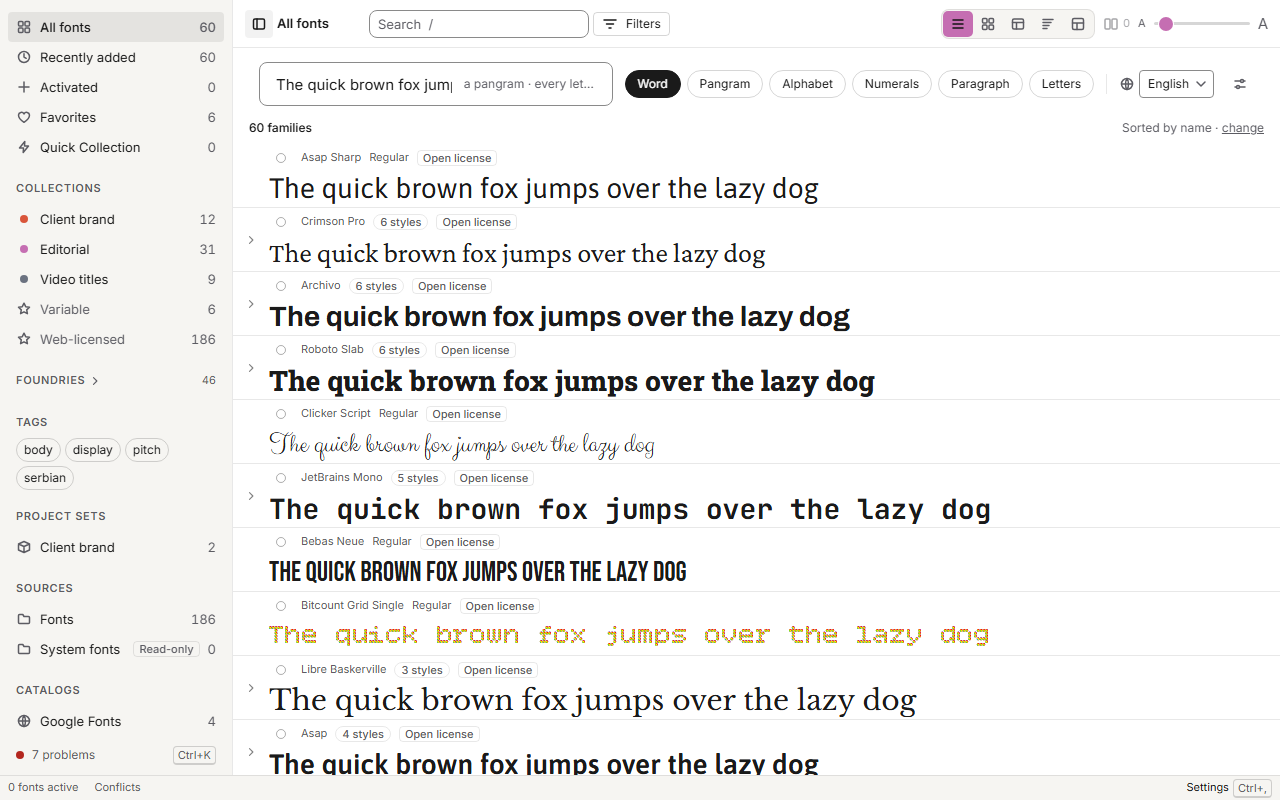 All fonts 60
Recently added 60
Activated 0
Favorites 6
Quick Collection 0
COLLECTIONS
Client brand 12
Editorial 31
Video titles 9
Variable 6
Web-licensed 186
FOUNDRIES 46
TAGS
body display pitch
serbian
PROJECT SETS
Client brand 2
SOURCES
Fonts 186
System fonts Read-only 0
CATALOGS
Google Fonts 4
7 problems Ctrl+K
All fonts Search / Filters 0 A A
The quick brown fox jump a pangram · every let… Word Pangram Alphabet Numerals Paragraph Letters English
60 families Sorted by name · change
Asap Sharp Regular Open license
The quick brown fox jumps over the lazy dog
Crimson Pro 6 styles Open license
The quick brown fox jumps over the lazy dog
Archivo 6 styles Open license
The quick brown fox jumps over the lazy dog
Roboto Slab 6 styles Open license
The quick brown fox jumps over the lazy dog
Clicker Script Regular Open license
The quick brown fox jumps over the lazy dog
JetBrains Mono 5 styles Open license
The quick brown fox jumps over the lazy dog
Bebas Neue Regular Open license
THE QUICK BROWN FOX JUMPS OVER THE LAZY DOG
Bitcount Grid Single Regular Open license
The quick brown fox jumps over the lazy dog
Libre Baskerville 3 styles Open license
The quick brown fox jumps over the lazy dog
Asap 4 styles Open license
The quick brown fox jumps over the lazy dog
0 fonts active Conflicts Settings Ctrl+,